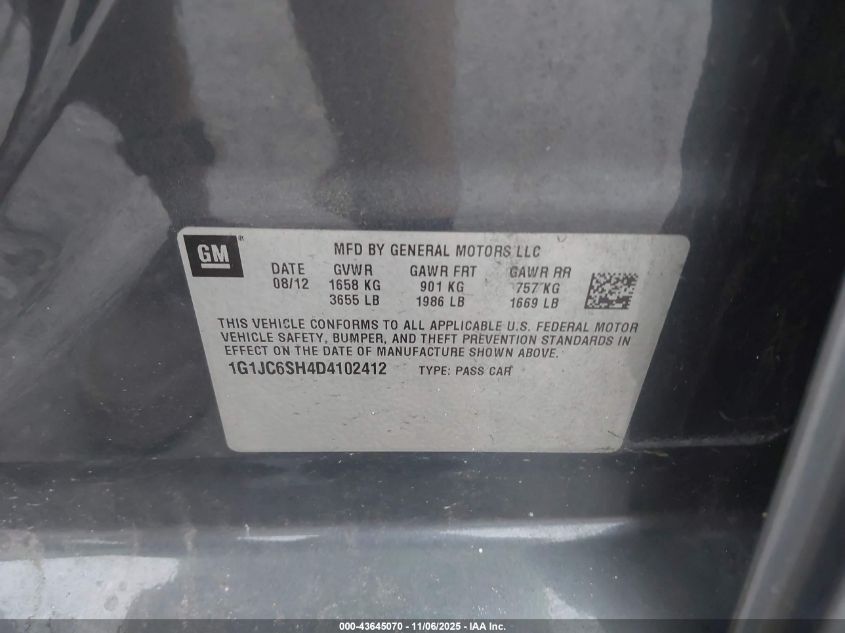 GM
MFD BY GENERAL MOTORS LLC
DATE GVWR GAWR FRT GAWR RR
08/12 1658 KG 901 KG 757 KG
3655 LB 1986 LB 1669 LB
THIS VEHICLE CONFORMS TO ALL APPLICABLE U.S. FEDERAL MOTOR
VEHICLE SAFETY, BUMPER, AND THEFT PREVENTION STANDARDS IN
EFFECT ON THE DATE OF MANUFACTURE SHOWN ABOVE.
1G1JC6SH4D4102412 TYPE: PASS CAR
000-43645070 - 11/06/2025 - IAA Inc.